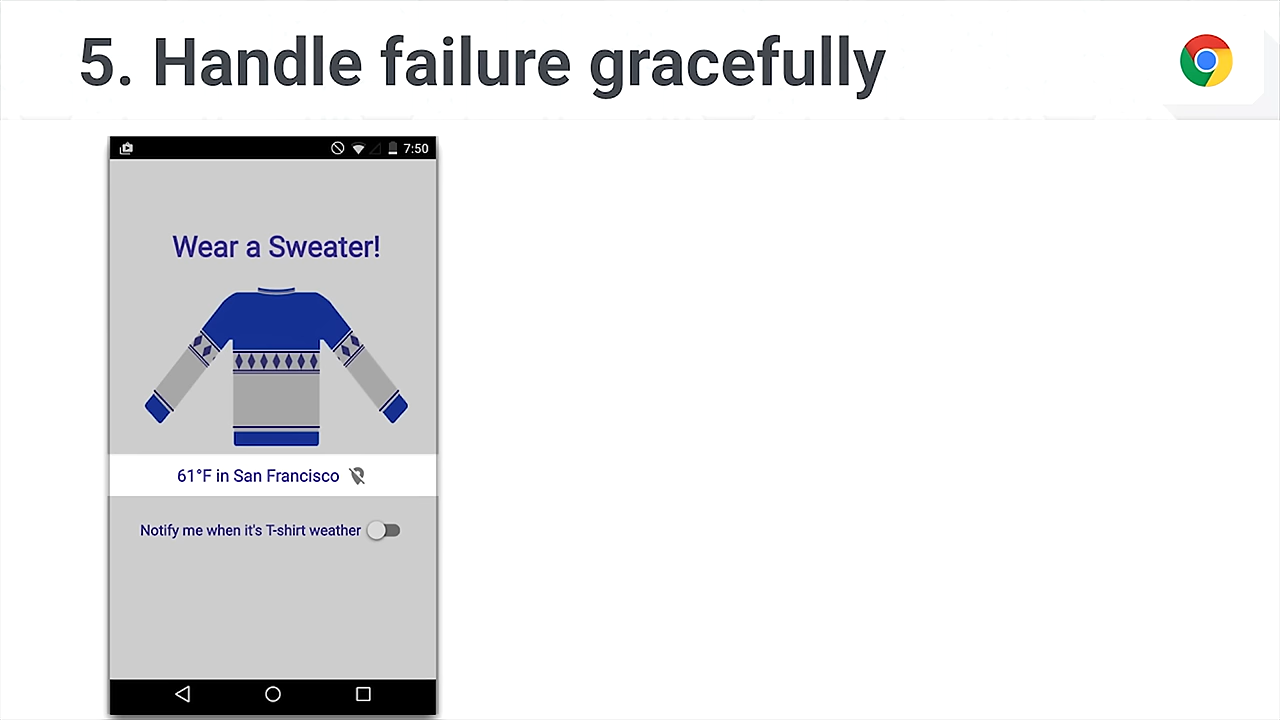 5. Handle failure gracefully
7:50
Wear a Sweater!
61°F in San Francisco
Notify me when it's T-shirt weather